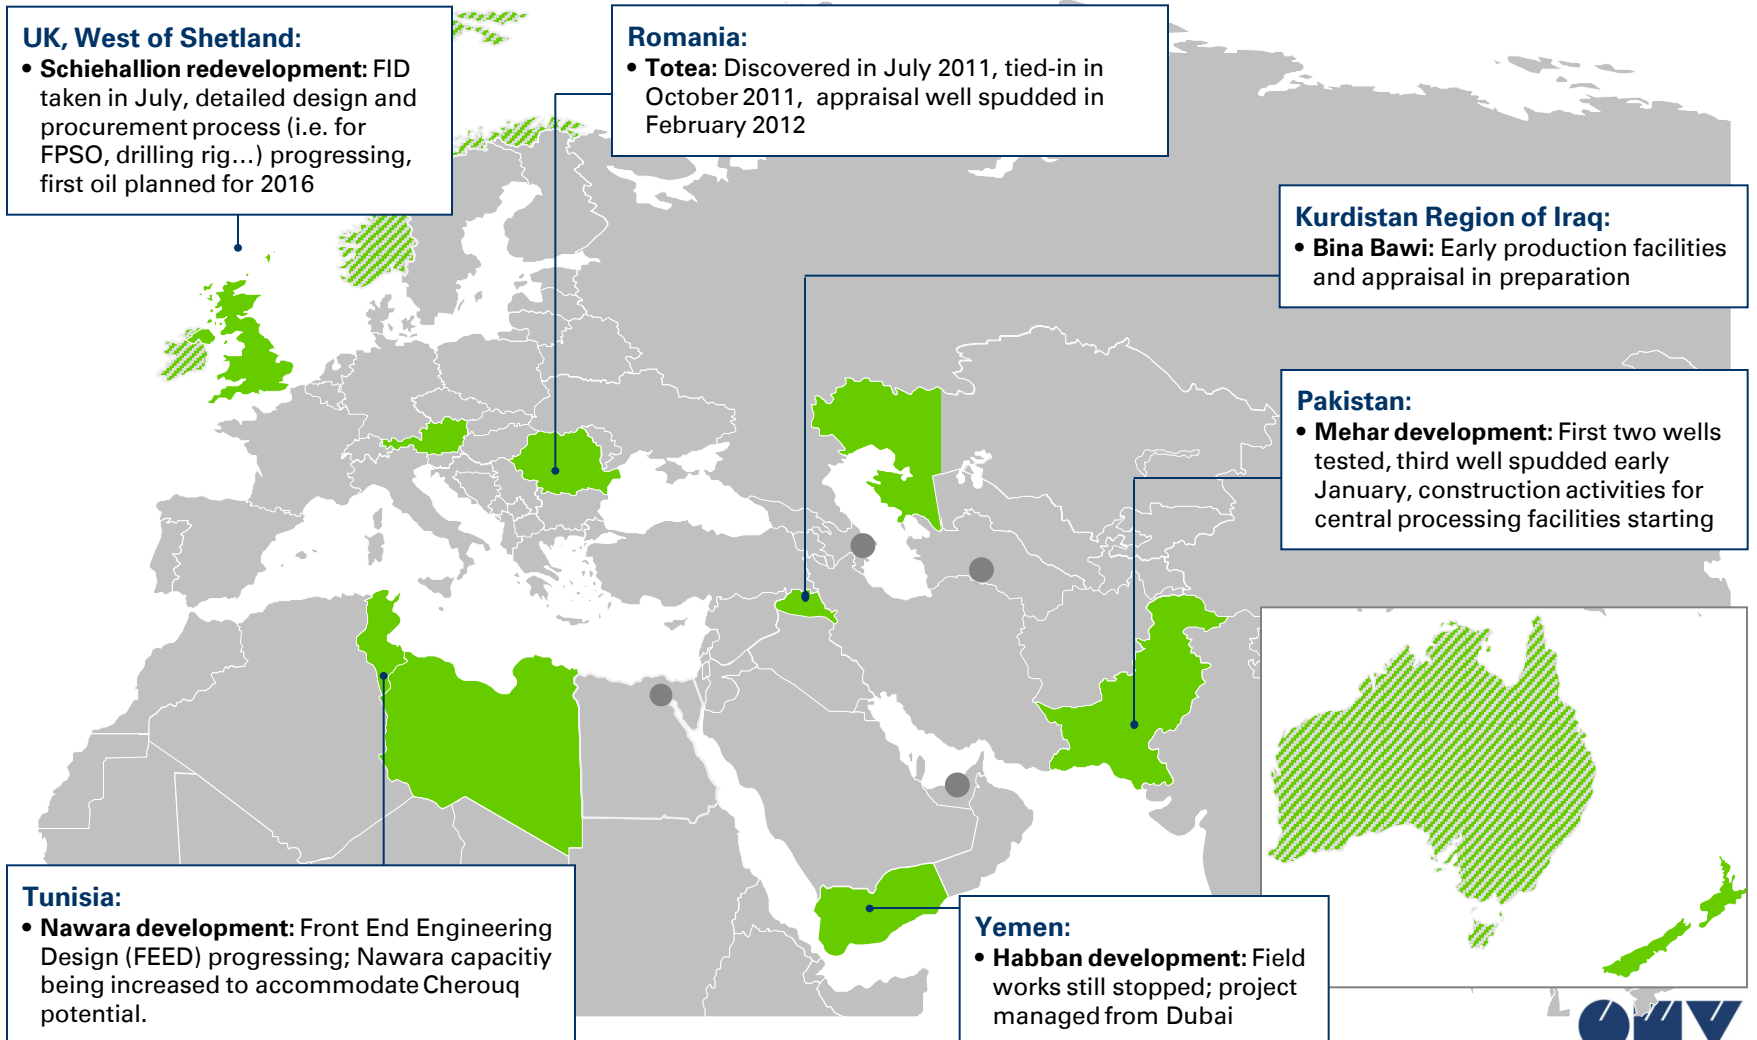 UK, West of Shetland:
• Schiehallion redevelopment: FID
taken in July, detailed design and
procurement process (i.e. for
FPSO, drilling rig...) progressing,
first oil planned for 2016
Romania:
• Totea: Discovered in July 2011, tied-in in
October 2011, appraisal well spudded in
February 2012
Kurdistan Region of Iraq:
• Bina Bawi: Early production facilities
and appraisal in preparation
Pakistan:
• Mehar development: First two wells
tested, third well spudded early
January, construction activities for
central processing facilities starting
Tunisia:
• Nawara development: Front End Engineering
Design (FEED) progressing; Nawara capacitiy
being increased to accommodate Cherouq
potential.
Yemen:
• Habban development: Field
works still stopped; project
managed from Dubai
OMV